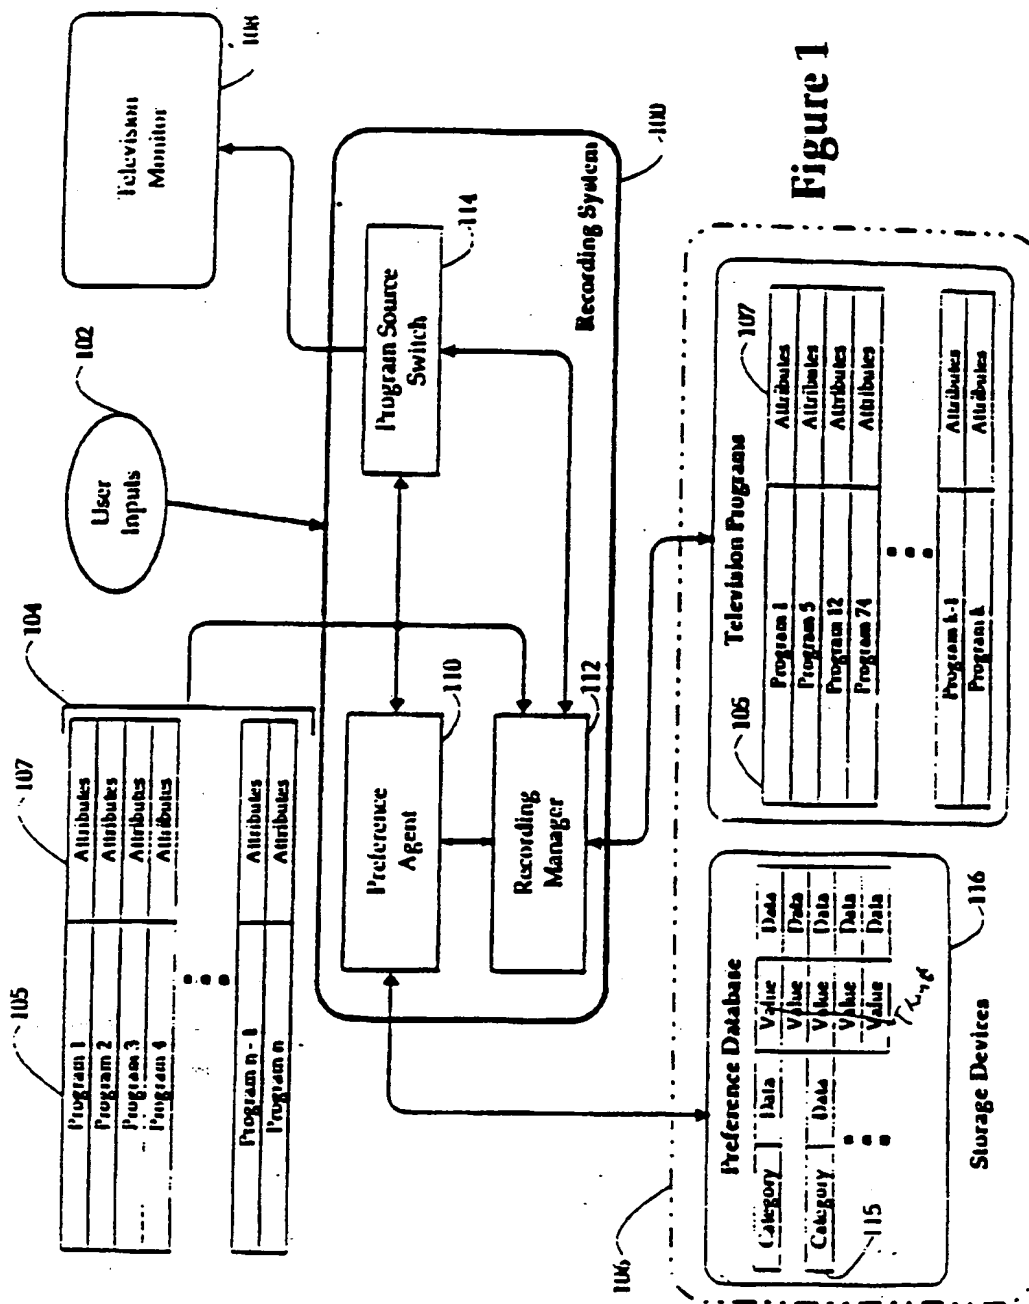 105
107
104
Program 1 Attributes
Program 2 Attributes
Program 3 Attributes
Program 4 Attributes
Program n - 1 Attributes
Program n Attributes
User
Inputs
102
Television
Monitor
108
Preference
Agent
110
Recording
Manager
112
Program Source
Switch
114
Recording System
100
106
Preference Database
Category Data Value Data
Value Data
Category Data Value Data
Value Data
Value Data
115
116
Storage Devices
105
Television Programs
107
Program 1 Attributes
Program 5 Attributes
Program 12 Attributes
Program 74 Attributes
Program k-1 Attributes
Program k Attributes
Figure 1